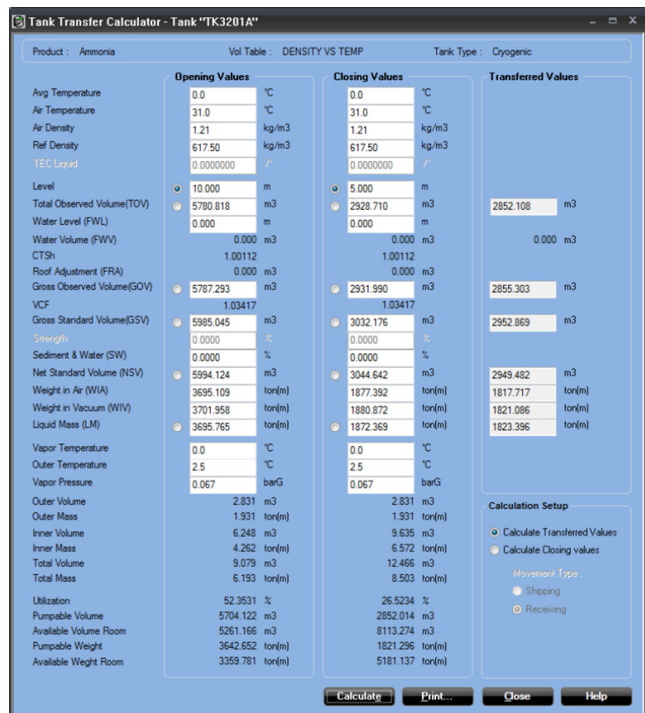 Tank Transfer Calculator - Tank "TK3201A"
Product : Ammonia Vol Table : DENSITY VS TEMP Tank Type : Cryogenic
Opening Values Closing Values Transferred Values
Avg Temperature 0.0 °C 0.0 °C
Air Temperature 31.0 °C 31.0 °C
Air Density 1.21 kg/m3 1.21 kg/m3
Ref Density 617.50 kg/m3 617.50 kg/m3
TEC Liquid 0.0000000 /° 0.0000000 /°
Level 10.000 m 5.000 m
Total Observed Volume(TOV) 5780.818 m3 2928.710 m3 2852.108 m3
Water Level (FWL) 0.000 m 0.000 m
Water Volume (FWV) 0.000 m3 0.000 m3 0.000 m3
CTSh 1.00112 1.00112
Roof Adjustment (FRA) 0.000 m3 0.000 m3
Gross Observed Volume(GOV) 5787.293 m3 2931.990 m3 2855.303 m3
VCF 1.03417 1.03417
Gross Standard Volume(GSV) 5985.045 m3 3032.176 m3 2952.869 m3
Strength 0.0000 % 0.0000 %
Sediment & Water (SW) 0.0000 % 0.0000 %
Net Standard Volume (NSV) 5994.124 m3 3044.642 m3 2949.482 m3
Weight in Air (WIA) 3695.109 ton(m) 1877.392 ton(m) 1817.717 ton(m)
Weight in Vacuum (WIV) 3701.958 ton(m) 1880.872 ton(m) 1821.086 ton(m)
Liquid Mass (LM) 3695.765 ton(m) 1872.369 ton(m) 1823.396 ton(m)
Vapor Temperature 0.0 °C 0.0 °C
Outer Temperature 2.5 °C 2.5 °C
Vapor Pressure 0.067 barG 0.067 barG
Outer Volume 2.831 m3 2.831 m3
Outer Mass 1.931 ton(m) 1.931 ton(m)
Inner Volume 6.248 m3 9.635 m3
Inner Mass 4.262 ton(m) 6.572 ton(m)
Total Volume 9.079 m3 12.466 m3
Total Mass 6.193 ton(m) 8.503 ton(m)
Utilization 52.3531 % 26.5234 %
Pumpable Volume 5704.122 m3 2852.014 m3
Available Volume Room 5261.166 m3 8113.274 m3
Pumpable Weight 3642.652 ton(m) 1821.296 ton(m)
Available Weght Room 3359.781 ton(m) 5181.137 ton(m)
Calculation Setup
Calculate Transferred Values
Calculate Closing values
Movement Type :
Shipping
Receiving
Calculate Print... Close Help